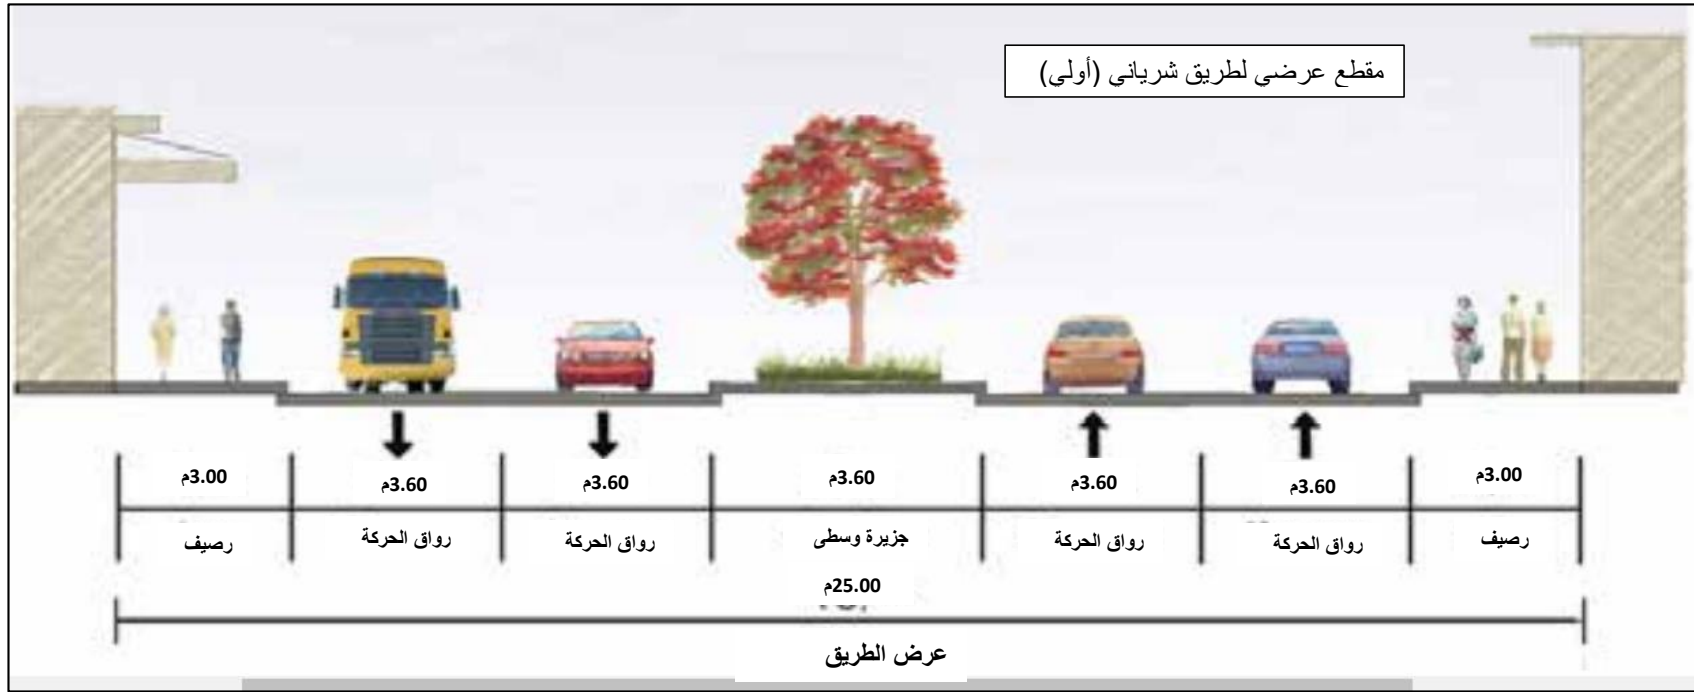 مقطع عرضي لطريق شرياني (أولي)
3.00م 3.60م 3.60م 3.60م 3.60م 3.60م 3.00م
رصيف رواق الحركة رواق الحركة جزيرة وسطى رواق الحركة رواق الحركة رصيف
25.00م
عرض الطريق